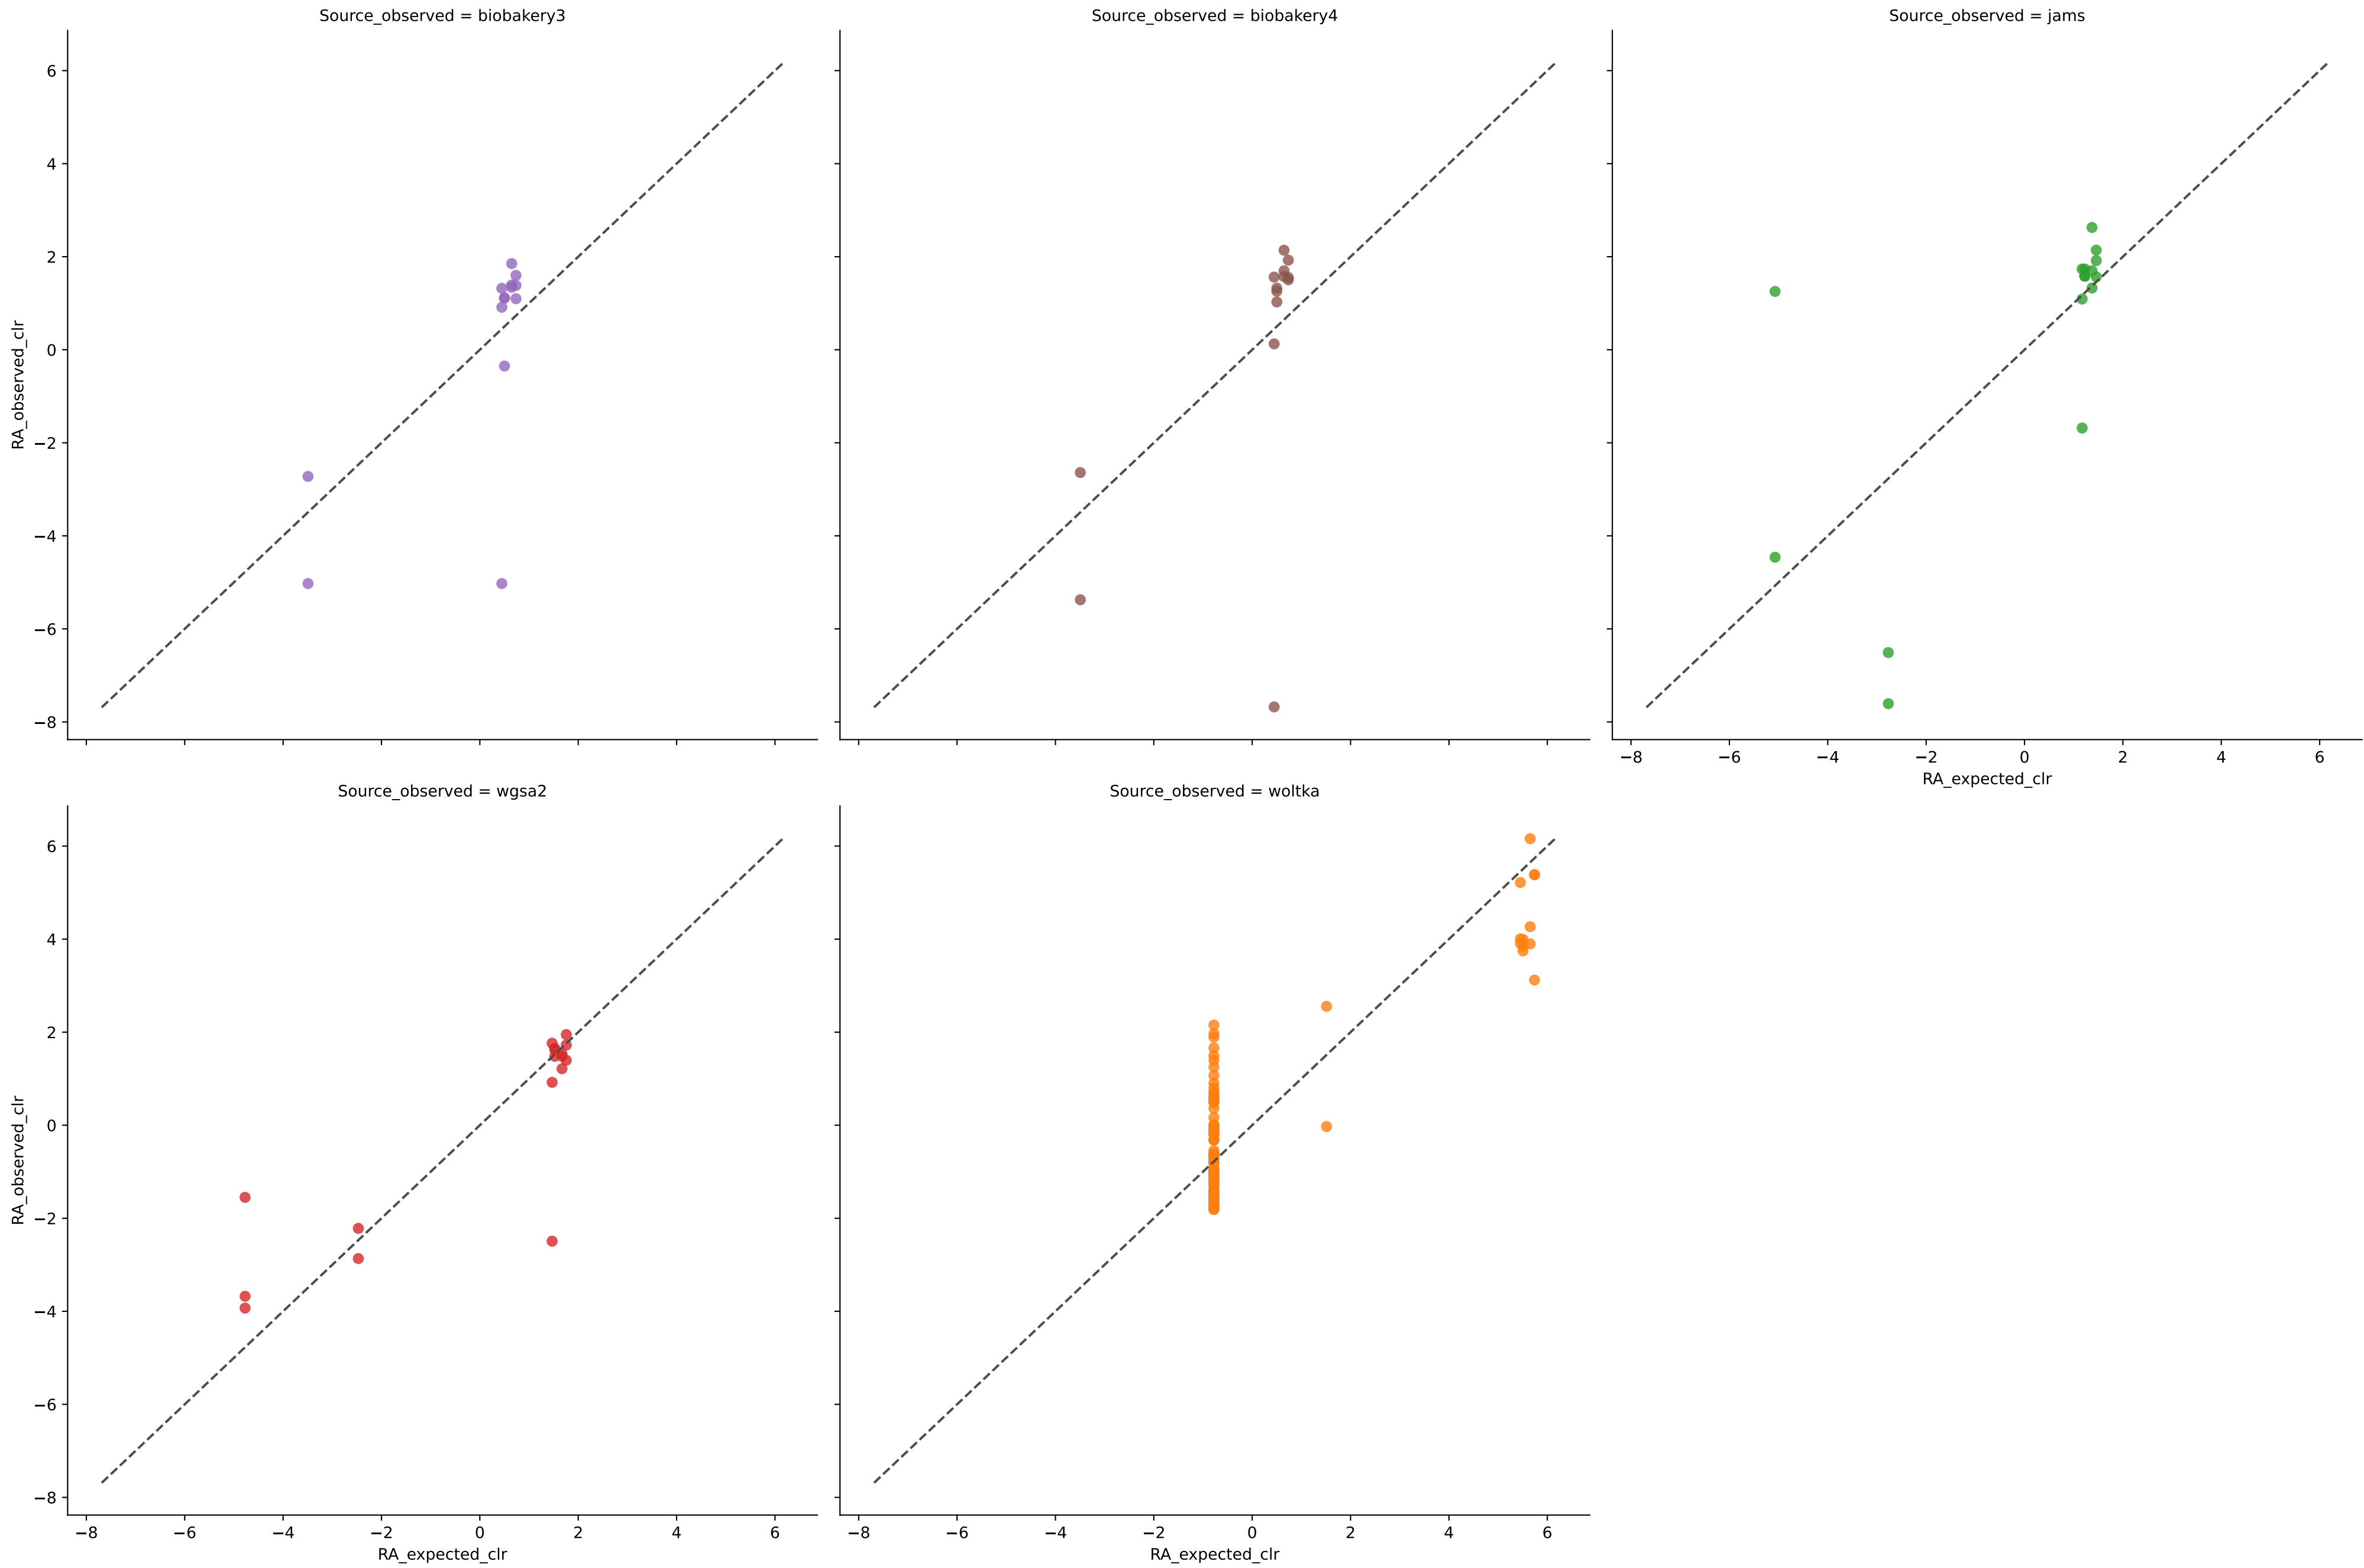 Source_observed = biobakery3
Source_observed = biobakery4
Source_observed = jams
6
4
2
0
−2
−4
−6
−8
RA_observed_clr
−8 −6 −4 −2 0 2 4 6
RA_expected_clr
Source_observed = wgsa2
Source_observed = woltka
6
4
2
0
−2
−4
−6
−8
RA_observed_clr
−8 −6 −4 −2 0 2 4 6
RA_expected_clr
−8 −6 −4 −2 0 2 4 6
RA_expected_clr